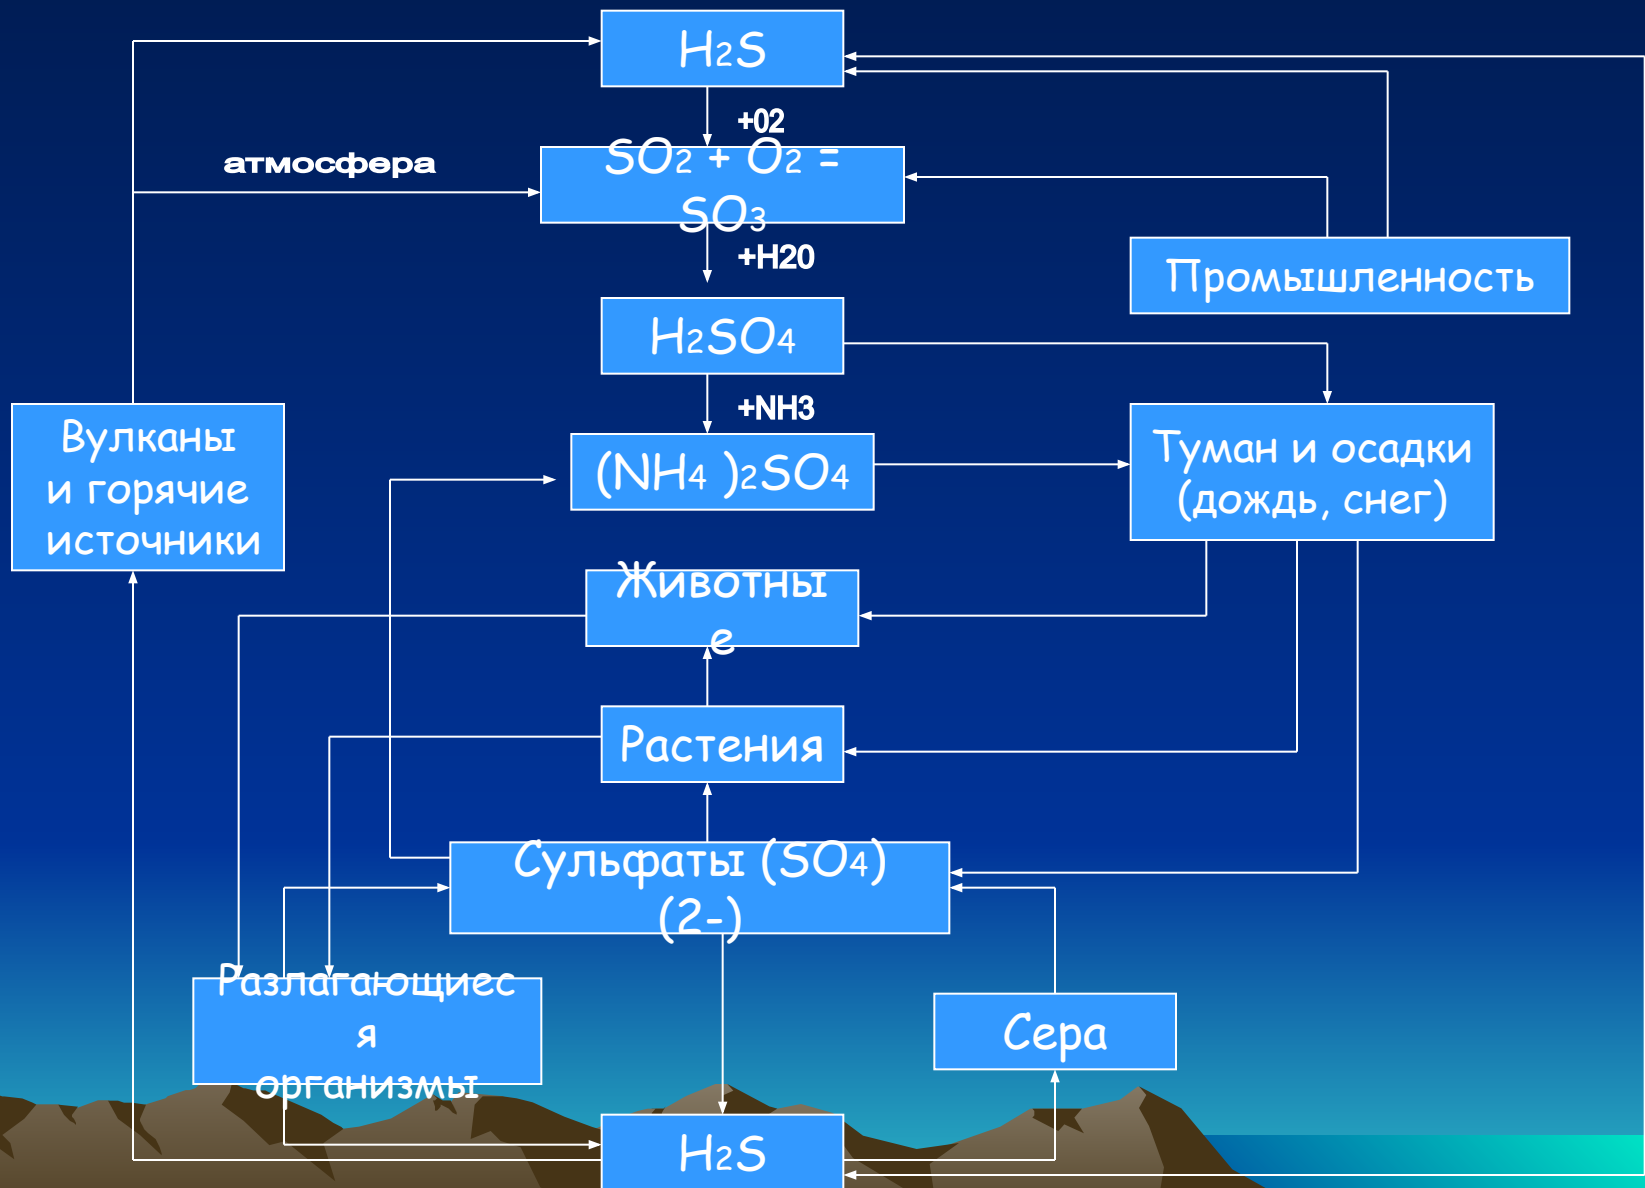 H2S
+02
SO2 + O2 =
SO3
атмосфера
+H20
Промышленность
H2SO4
+NH3
Вулканы
и горячие
источники
(NH4 )2SO4
Туман и осадки
(дождь, снег)
Животны
е
Растения
Сульфаты (SO4)
(2-)
Разлагающиес
я
организмы
Сера
H2S